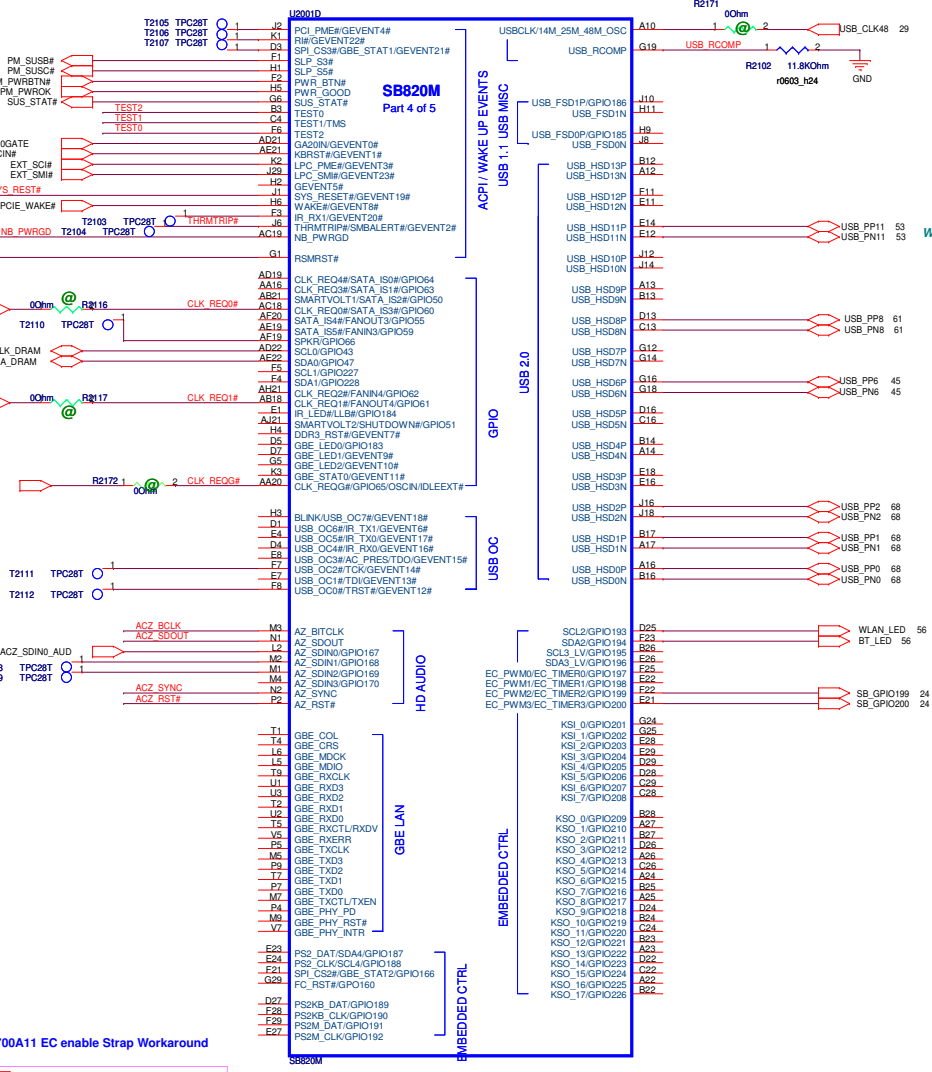 R2171
U2001D
0Ohm
T2105 TPC28T 1 J2 PCI_PME#/GEVENT4# USBCLK/14M_25M_48M_OSC A10 1 @ 2 USB_CLK48 29
T2106 TPC28T 1 K1 RI#/GEVENT22#
T2107 TPC28T 1 D3 SPI_CS3#/GBE_STAT1/GEVENT21# USB_RCOMP G19 USB_RCOMP 1 2
R2102 11.8KOhm
r0603_h24
GND
PM_SUSB# F1 SLP_S3#
PM_SUSC# H1 SLP_S5#
M_PWRBTN# F2 PWR_BTN#
PM_PWROK H5 PWR_GOOD
SUS_STAT# G6 SUS_STAT#
TEST2 B3 TEST0
TEST1 C4 TEST1/TMS
TEST0 F6 TEST2
0GATE AD21 GA20IN/GEVENT0#
CIN# AE21 KBRST#/GEVENT1#
EXT_SCI# K2 LPC_PME#/GEVENT3#
EXT_SMI# J29 LPC_SMI#/GEVENT23#
H2 GEVENT5#
YS_REST# J1 SYS_RESET#/GEVENT19#
PCIE_WAKE# H6 WAKE#/GEVENT8#
1 F3 IR_RX1/GEVENT20#
T2103 TPC28T 1 THRMTRIP# J6 THRMTRIP#/SMBALERT#/GEVENT2#
NB_PWRGD T2104 TPC28T AC19 NB_PWRGD
G1 RSMRST#
SB820M
Part 4 of 5
ACPI / WAKE UP EVENTS
USB 1.1 USB MISC
USB_FSD1P/GPIO186 J10
USB_FSD1N H11
USB_FSD0P/GPIO185 H9
USB_FSD0N J8
USB_HSD13P B12
USB_HSD13N A12
USB_HSD12P F11
USB_HSD12N E11
USB_HSD11P E14 USB_PP11 53
USB_HSD11N E12 USB_PN11 53
W
USB_HSD10P J12
USB_HSD10N J14
USB_HSD9P A13
USB_HSD9N B13
USB_HSD8P D13 USB_PP8 61
USB_HSD8N C13 USB_PN8 61
USB_HSD7P G12
USB_HSD7N G14
USB_HSD6P G16 USB_PP6 45
USB_HSD6N G18 USB_PN6 45
USB_HSD5P D16
USB_HSD5N C16
USB_HSD4P B14
USB_HSD4N A14
USB_HSD3P E18
USB_HSD3N E16
USB_HSD2P J16 USB_PP2 68
USB_HSD2N J18 USB_PN2 68
USB_HSD1P B17 USB_PP1 68
USB_HSD1N A17 USB_PN1 68
USB_HSD0P A16 USB_PP0 68
USB_HSD0N B16 USB_PN0 68
USB 2.0
AD19 CLK_REQ4#/SATA_IS0#/GPIO64
AA16 CLK_REQ3#/SATA_IS1#/GPIO63
AB21 SMARTVOLT1/SATA_IS2#/GPIO50
0Ohm @ R2116 CLK_REQ0# AC18 CLK_REQ0#/SATA_IS3#/GPIO60
AF20 SATA_IS4#/FANOUT3/GPIO55
T2110 TPC28T 1 AE19 SATA_IS5#/FANIN3/GPIO59
AF19 SPKR/GPIO66
LK_DRAM AD22 SCL0/GPIO43
A_DRAM AE22 SDA0/GPIO47
F5 SCL1/GPIO227
F4 SDA1/GPIO228
AH21 CLK_REQ2#/FANIN4/GPIO62
0Ohm @ R2117 CLK_REQ1# AB18 CLK_REQ1#/FANOUT4/GPIO61
E1 IR_LED#/LLB#/GPIO184
AJ21 SMARTVOLT2/SHUTDOWN#/GPIO51
H4 DDR3_RST#/GEVENT7#
D5 GBE_LED0/GPIO183
D7 GBE_LED1/GEVENT9#
G5 GBE_LED2/GEVENT10#
K3 GBE_STAT0/GEVENT11#
R2172 1 @ 2 CLK_REQG# AA20 CLK_REQG#/GPIO65/OSCIN/IDLEEXT#
0Ohm
GPIO
H3 BLINK/USB_OC7#/GEVENT18#
D1 USB_OC6#/IR_TX1/GEVENT6#
E4 USB_OC5#/IR_TX0/GEVENT17#
D4 USB_OC4#/IR_RX0/GEVENT16#
E8 USB_OC3#/AC_PRES/TDO/GEVENT15#
T2111 TPC28T 1 F7 USB_OC2#/TCK/GEVENT14#
E7 USB_OC1#/TDI/GEVENT13#
T2112 TPC28T 1 F8 USB_OC0#/TRST#/GEVENT12#
USB OC
ACZ_BCLK M3 AZ_BITCLK
ACZ_SDOUT N1 AZ_SDOUT
ACZ_SDIN0_AUD L2 AZ_SDIN0/GPIO167
8 TPC28T 1 M2 AZ_SDIN1/GPIO168
9 TPC28T 1 M1 AZ_SDIN2/GPIO169
M4 AZ_SDIN3/GPIO170
ACZ_SYNC N2 AZ_SYNC
ACZ_RST# P2 AZ_RST#
HD AUDIO
SCL2/GPIO193 D25 WLAN_LED 56
SDA2/GPIO194 F23 BT_LED 56
SCL3_LV/GPIO195 B26
SDA3_LV/GPIO196 E26
EC_PWM0/EC_TIMER0/GPIO197 F25
EC_PWM1/EC_TIMER1/GPIO198 E22
EC_PWM2/EC_TIMER2/GPIO199 F22 SB_GPIO199 24
EC_PWM3/EC_TIMER3/GPIO200 E21 SB_GPIO200 24
KSI_0/GPIO201 G24
KSI_1/GPIO202 G25
KSI_2/GPIO203 E28
KSI_3/GPIO204 E29
KSI_4/GPIO205 D29
KSI_5/GPIO206 D28
KSI_6/GPIO207 C29
KSI_7/GPIO208 C28
KSO_0/GPIO209 B28
KSO_1/GPIO210 A27
KSO_2/GPIO211 B27
KSO_3/GPIO212 D26
KSO_4/GPIO213 A26
KSO_5/GPIO214 C26
KSO_6/GPIO215 A24
KSO_7/GPIO216 B25
KSO_8/GPIO217 A25
KSO_9/GPIO218 D24
KSO_10/GPIO219 B24
KSO_11/GPIO220 C24
KSO_12/GPIO221 B23
KSO_13/GPIO222 A23
KSO_14/GPIO223 D22
KSO_15/GPIO224 C22
KSO_16/GPIO225 A22
KSO_17/GPIO226 B22
EMBEDDED CTRL
T1 GBE_COL
T4 GBE_CRS
L6 GBE_MDCK
L5 GBE_MDIO
T9 GBE_RXCLK
U1 GBE_RXD3
U3 GBE_RXD2
T2 GBE_RXD1
U2 GBE_RXD0
T5 GBE_RXCTL/RXDV
V5 GBE_RXERR
P5 GBE_TXCLK
M5 GBE_TXD3
P9 GBE_TXD2
T7 GBE_TXD1
P7 GBE_TXD0
M7 GBE_TXCTL/TXEN
P4 GBE_PHY_PD
M9 GBE_PHY_RST#
V7 GBE_PHY_INTR
GBE LAN
E23 PS2_DAT/SDA4/GPIO187
E24 PS2_CLK/SCL4/GPIO188
F21 SPI_CS2#/GBE_STAT2/GPIO166
G29 FC_RST#/GPO160
D27 PS2KB_DAT/GPIO189
F28 PS2KB_CLK/GPIO190
F29 PS2M_DAT/GPIO191
E27 PS2M_CLK/GPIO192
EMBEDDED CTRL
700A11 EC enable Strap Workaround
SB820M